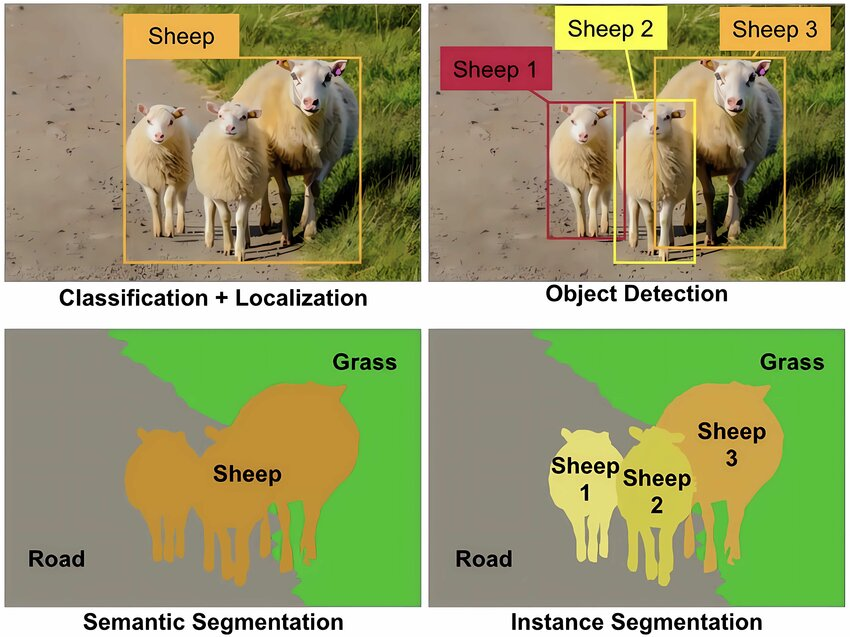 Sheep
Sheep 1
Sheep 2
Sheep 3
Classification + Localization
Object Detection
Grass
Sheep
Road
Grass
Sheep
1
Sheep
2
Sheep
3
Road
Semantic Segmentation
Instance Segmentation